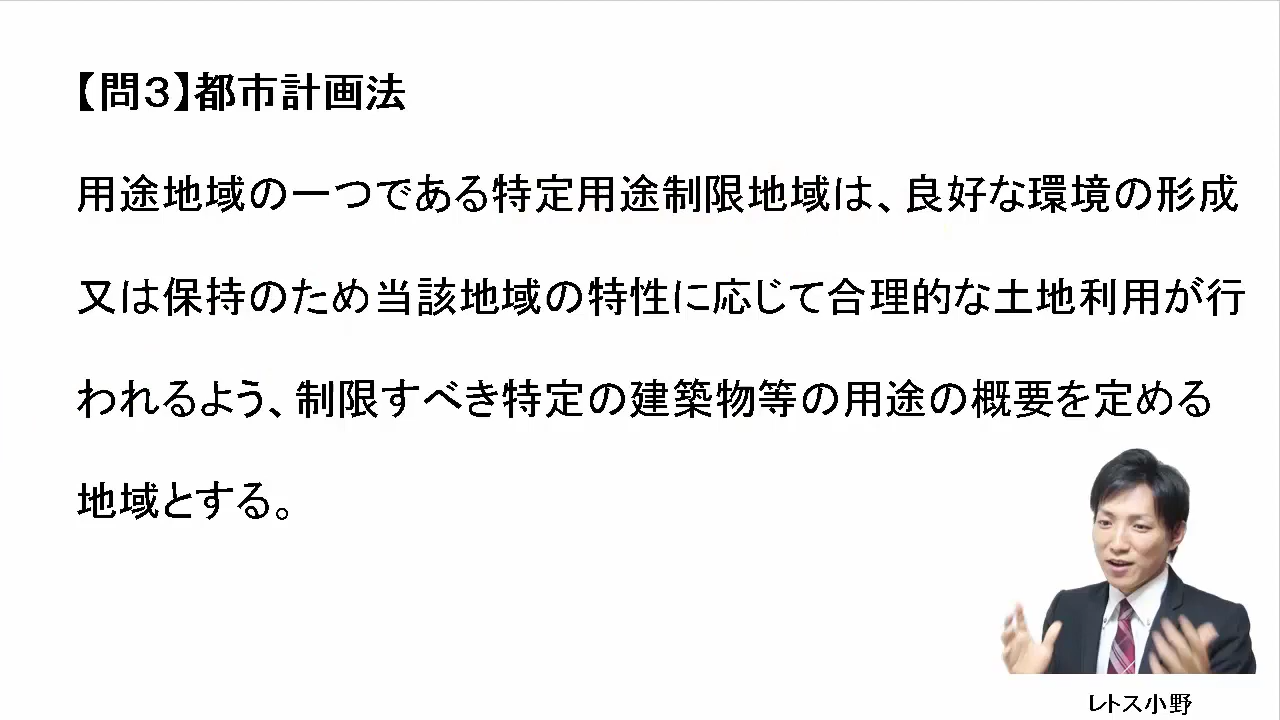 【問３】都市計画法
用途地域の一つである特定用途制限地域は、良好な環境の形成
又は保持のため当該地域の特性に応じて合理的な土地利用が行
われるよう、制限すべき特定の建築物等の用途の概要を定める
地域とする。
レトス小野